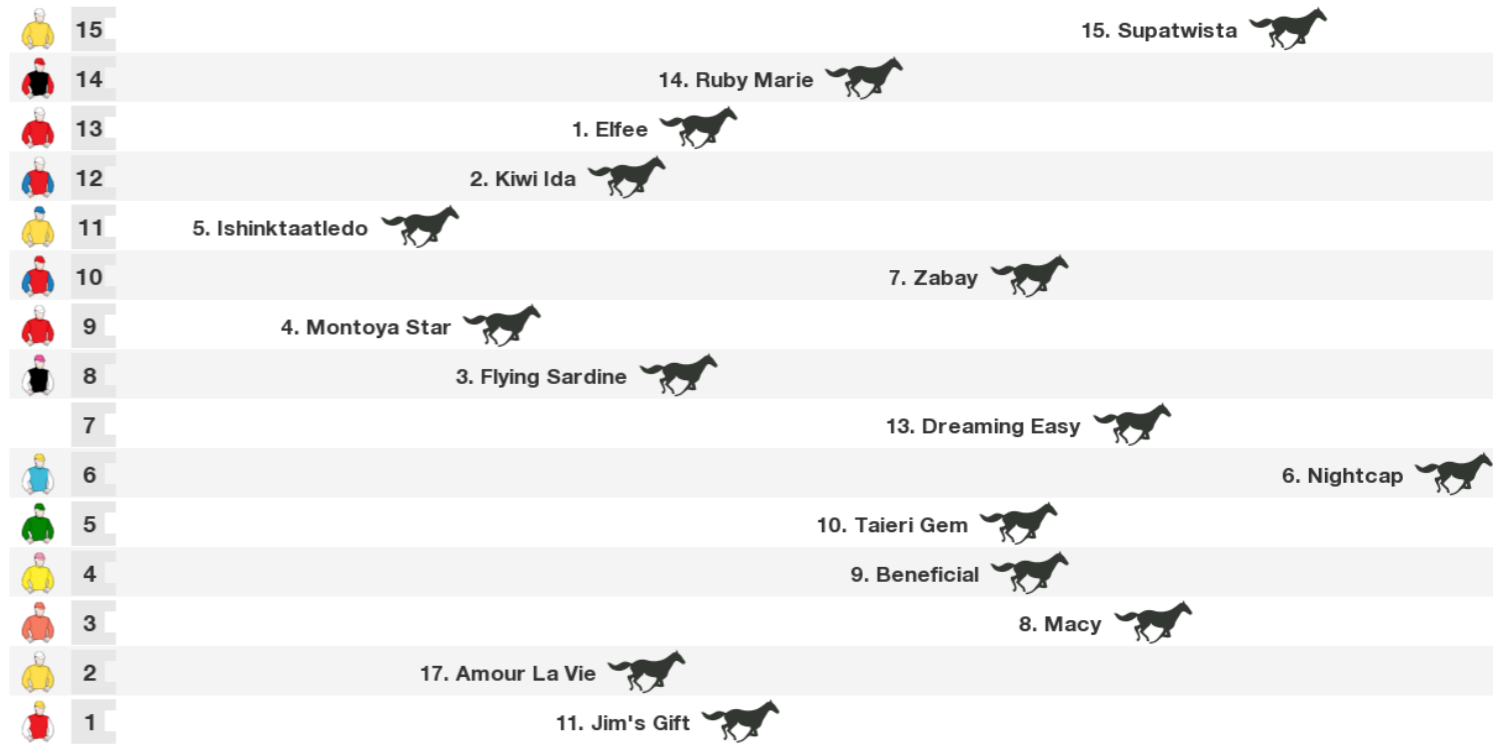 15 15. Supatwista
14 14. Ruby Marie
13 1. Elfee
12 2. Kiwi Ida
11 5. Ishinktaatledo
10 7. Zabay
9 4. Montoya Star
8 3. Flying Sardine
7 13. Dreaming Easy
6 6. Nightcap
5 10. Taieri Gem
4 9. Beneficial
3 8. Macy
2 17. Amour La Vie
1 11. Jim's Gift